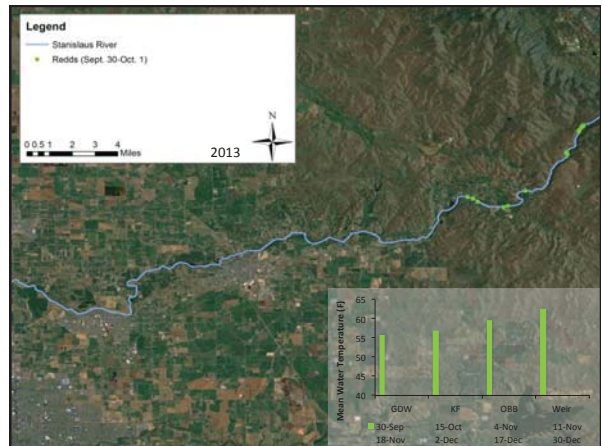 Legend
Stanislaus River
Redds (Sept. 30-Oct. 1)
N
0 0.5 1 2 3 4
Miles
2013
Mean Water Temperature (F)
65
60
55
50
45
40
GDW KF OBB Weir
30-Sep 15-Oct 4-Nov 11-Nov
18-Nov 2-Dec 17-Dec 30-Dec